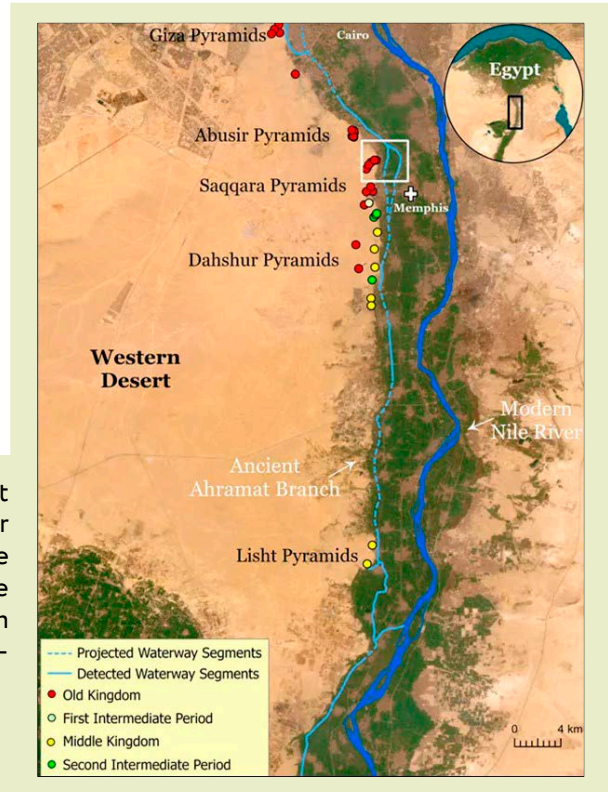 Giza Pyramids
Cairo
Egypt
Abusir Pyramids
Saqqara Pyramids
Memphis
Dahshur Pyramids
Western
Desert
Modern
Nile River
Ancient
Ahramat Branch
Lisht Pyramids
Projected Waterway Segments
Detected Waterway Segments
Old Kingdom
First Intermediate Period
Middle Kingdom
Second Intermediate Period
0 4 km
t
r
e
e
n
-